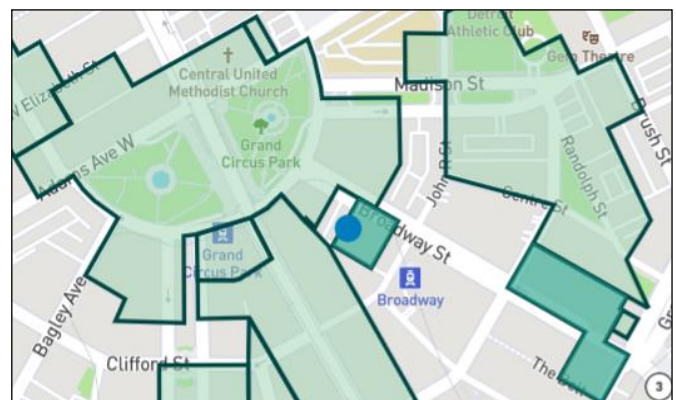 Detroit
Athletic Club
Gem Theatre
W Elizabeth St
Central United
Methodist Church
Madison St
Brush St
Adams Ave W
Grand
Circus Park
John R St
Randolph St
Centre St
Broadway St
Grand
Circus Park
Broadway
Bagley Ave
Clifford St
The Belt
Gr
3